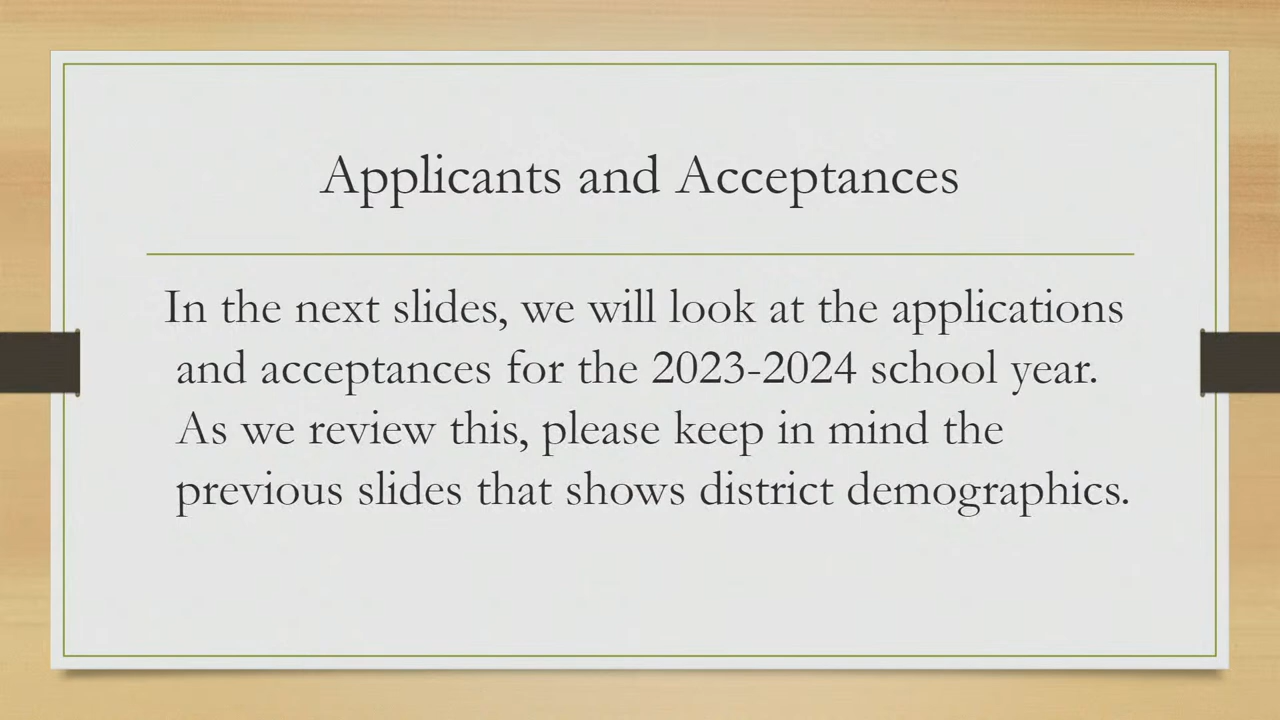 Applicants and Acceptances
In the next slides, we will look at the applications
and acceptances for the 2023-2024 school year.
As we review this, please keep in mind the
previous slides that shows district demographics.